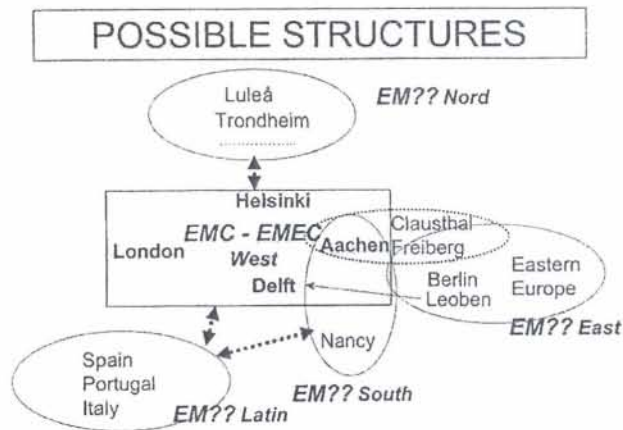 POSSIBLE STRUCTURES
Luleå
Trondheim
EM?? Nord
Helsinki
EMC - EMEC
West
London
Aachen
Delft
Clausthal
Freiberg
Berlin
Leoben
Eastern
Europe
EM?? East
Nancy
EM?? South
Spain
Portugal
Italy
EM?? Latin